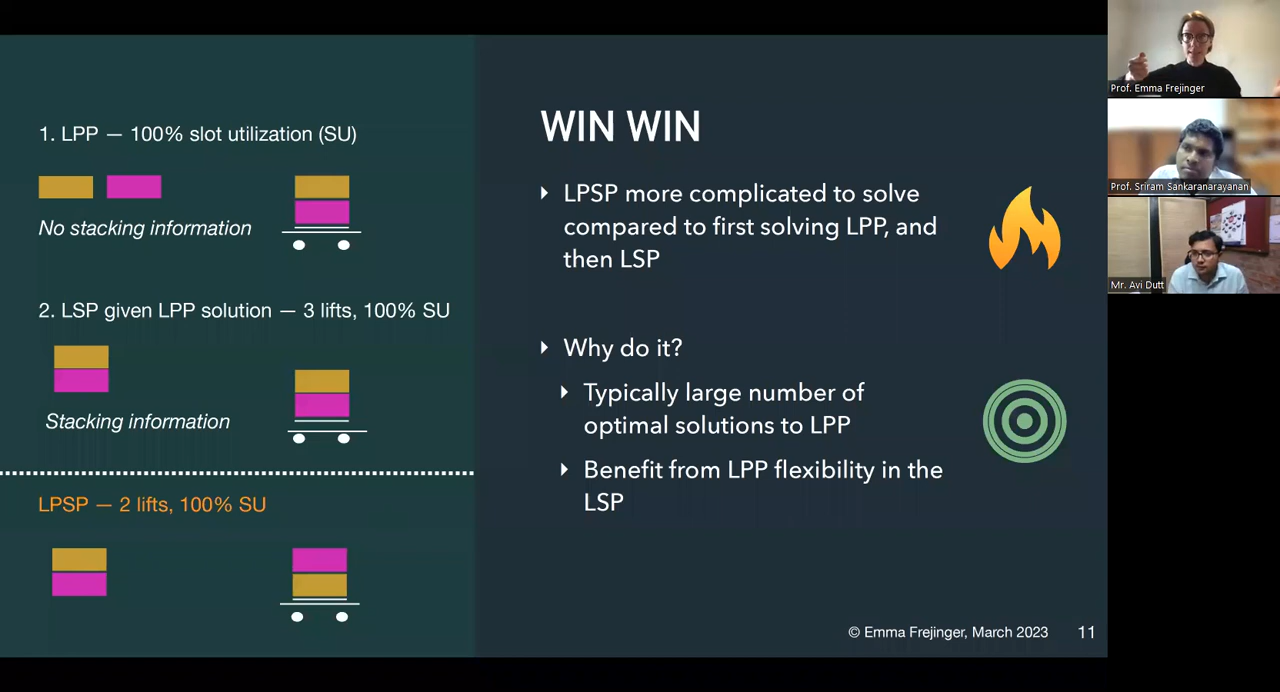 1. LPP — 100% slot utilization (SU)
No stacking information
2. LSP given LPP solution — 3 lifts, 100% SU
Stacking information
LPSP — 2 lifts, 100% SU
WIN WIN
LPSP more complicated to solve
compared to first solving LPP, and
then LSP
Why do it?
Typically large number of
optimal solutions to LPP
Benefit from LPP flexibility in the
LSP
© Emma Frejinger, March 2023
11
Prof. Emma Frejinger
Prof. Sriram Sankaranarayanan
Mr. Avi Dutt